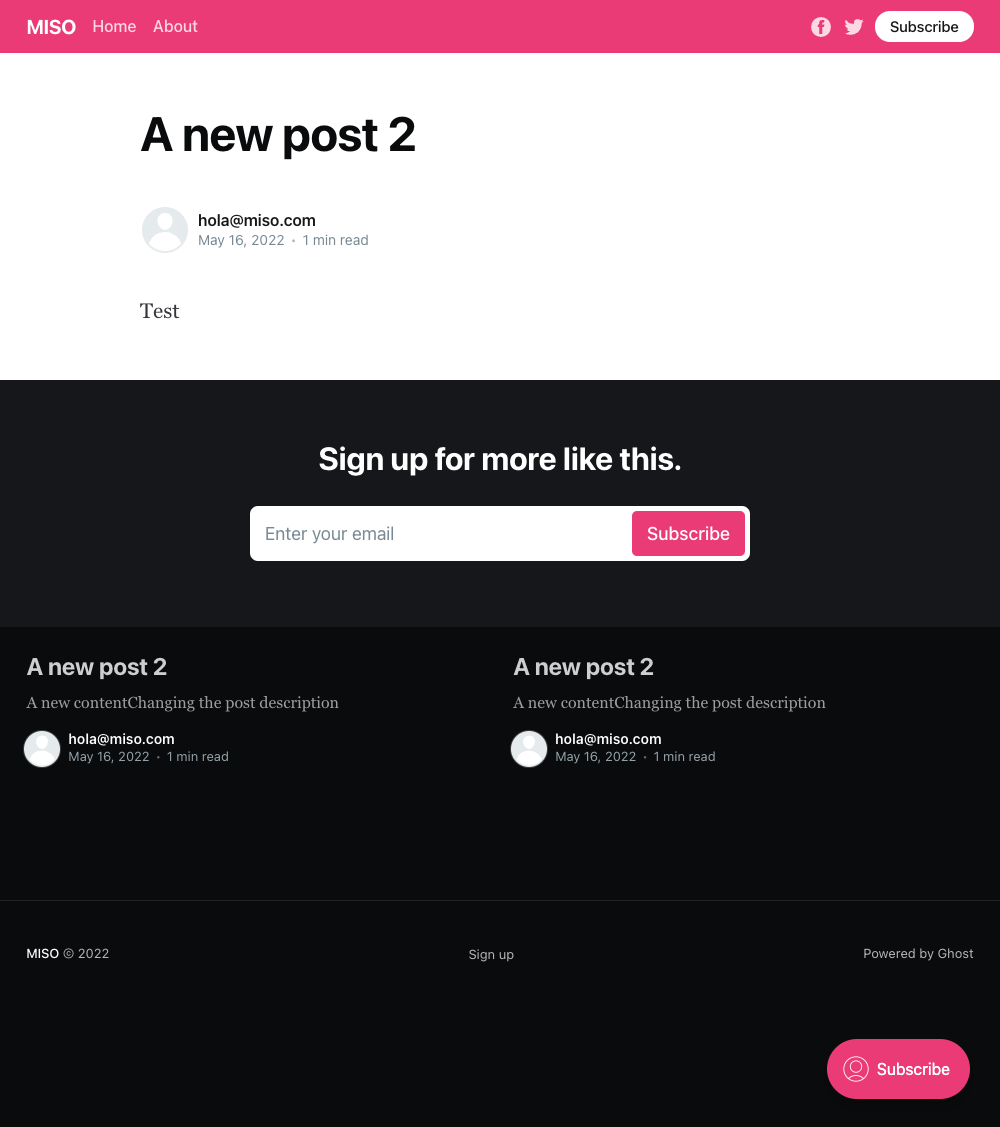 MISO Home About Subscribe
A new post 2
hola@miso.com
May 16, 2022 • 1 min read
Test
Sign up for more like this.
Enter your email Subscribe
A new post 2
A new contentChanging the post description
hola@miso.com
May 16, 2022 • 1 min read
A new post 2
A new contentChanging the post description
hola@miso.com
May 16, 2022 • 1 min read
MISO © 2022 Sign up Powered by Ghost
Subscribe